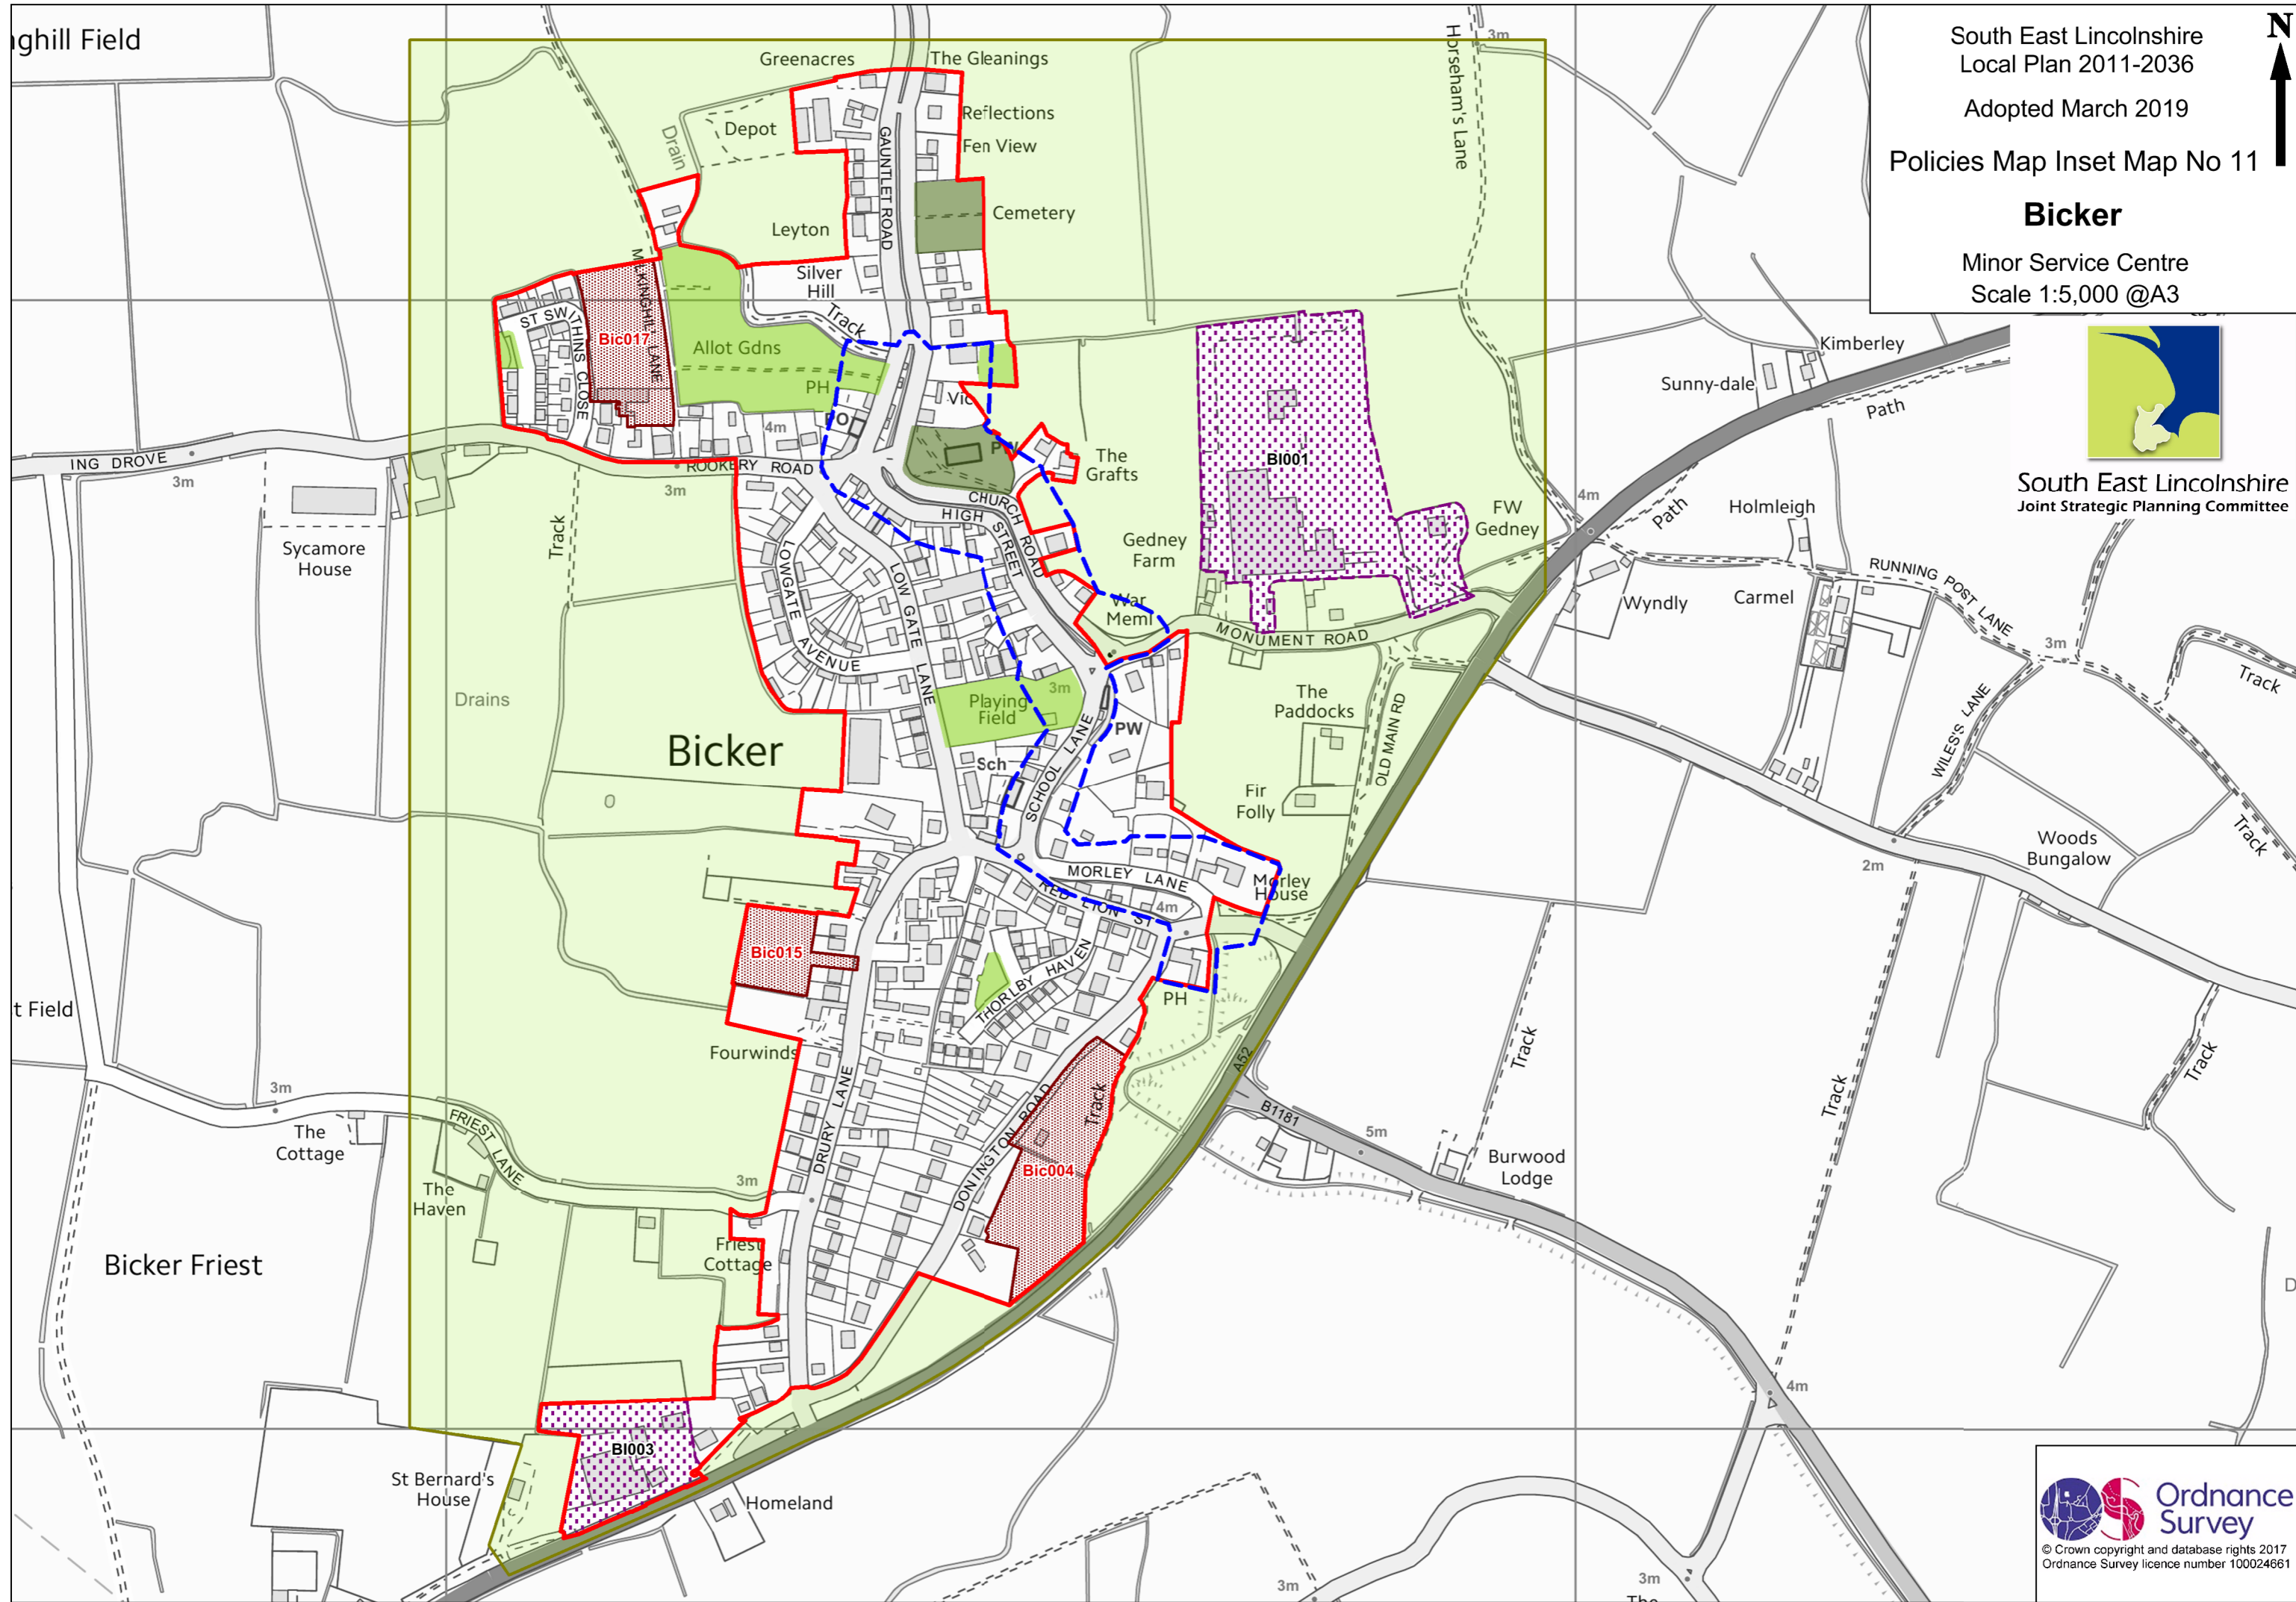 South East Lincolnshire
Local Plan 2011-2036
Adopted March 2019
Policies Map Inset Map No 11
Bicker
Minor Service Centre
Scale 1:5,000 @A3
N
South East Lincolnshire
Joint Strategic Planning Committee
ghill Field
Greenacres
The Gleanings
Horseham's Lane
3m
Reflections
Depot
Drain
Fen View
GAUNTLET ROAD
Cemetery
Leyton
MILKINGHILL LANE
Silver
Hill
Track
ST SWITHINS CLOSE
Bic017
Allot Gdns
PH
Vic
PO
4m
PW
The
Grafts
BI001
Kimberley
Sunny-dale
Path
ING DROVE
3m
ROOKERY ROAD
3m
CHURCH ROAD
HIGH STREET
FW
Gedney
4m
Path
Holmleigh
Sycamore
House
Track
Gedney
Farm
LOWGATE AVENUE
LOW GATE LANE
War
Meml
MONUMENT ROAD
Wyndly
Carmel
RUNNING POST LANE
3m
Track
Drains
Playing
Field
3m
The
Paddocks
OLD MAIN RD
WILES'S LANE
Bicker
PW
Sch
SCHOOL LANE
Fir
Folly
Woods
Bungalow
2m
Track
MORLEY LANE
Morley
House
RED LION ST
4m
Bic015
THORLBY HAVEN
PH
t Field
Fourwinds
A52
Track
Track
Track
3m
The
Cottage
FRIEST LANE
DRURY LANE
DONINGTON ROAD
Track
B1181
5m
Bic004
Burwood
Lodge
3m
The
Haven
Friest
Cottage
Bicker Friest
D
4m
BI003
St Bernard's
House
Homeland
3m
3m
The
Ordnance
Survey
© Crown copyright and database rights 2017
Ordnance Survey licence number 100024661